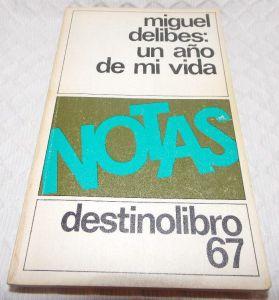 miguel
delibes:
un año
de mi vida
NOTAS
destinolibro
67